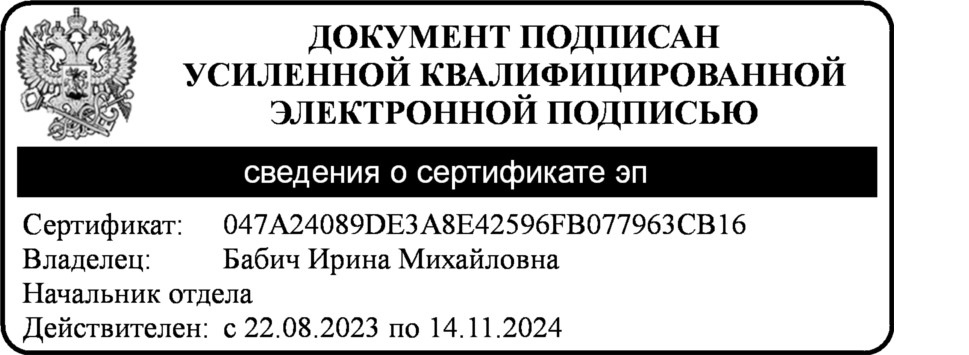 ДОКУМЕНТ ПОДПИСАН
УСИЛЕННОЙ КВАЛИФИЦИРОВАННОЙ
ЭЛЕКТРОННОЙ ПОДПИСЬЮ
сведения о сертификате эп
Сертификат: 047A24089DE3A8E42596FB077963CB16
Владелец: Бабич Ирина Михайловна
Начальник отдела
Действителен: с 22.08.2023 по 14.11.2024